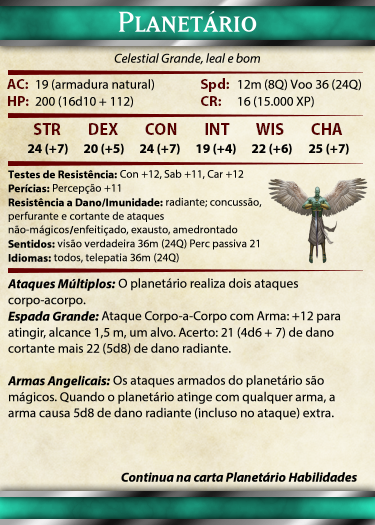 Planetário
Celestial Grande, leal e bom
AC: 19 (armadura natural) Spd: 12m (8Q) Voo 36 (24Q)
HP: 200 (16d10 + 112) CR: 16 (15.000 XP)
STR DEX CON INT WIS CHA
24 (+7) 20 (+5) 24 (+7) 19 (+4) 22 (+6) 25 (+7)
Testes de Resistência: Con +12, Sab +11, Car +12
Perícias: Percepção +11
Resistência a Dano/Imunidade: radiante; concussão,
perfurante e cortante de ataques
não-mágicos/enfeitiçado, exausto, amedrontado
Sentidos: visão verdadeira 36m (24Q) Perc passiva 21
Idiomas: todos, telepatia 36m (24Q)
Ataques Múltiplos: O planetário realiza dois ataques
corpo-acorpo.
Espada Grande: Ataque Corpo-a-Corpo com Arma: +12 para
atingir, alcance 1,5 m, um alvo. Acerto: 21 (4d6 + 7) de dano
cortante mais 22 (5d8) de dano radiante.
Armas Angelicais: Os ataques armados do planetário são
mágicos. Quando o planetário atinge com qualquer arma, a
arma causa 5d8 de dano radiante (incluso no ataque) extra.
Continua na carta Planetário Habilidades